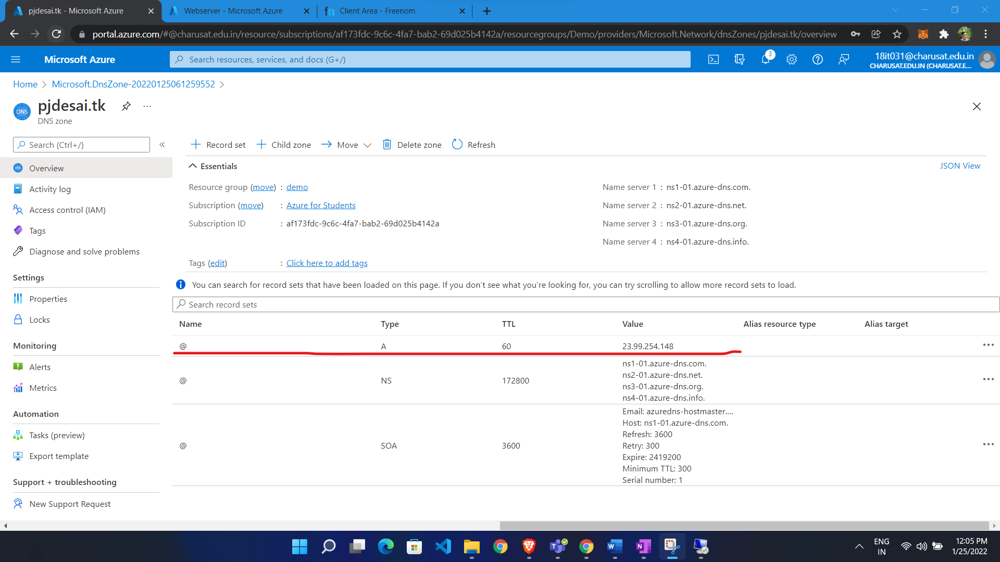 pjdesai.tk - Microsoft Azure
Webserver - Microsoft Azure
fn Client Area - Freenom
portal.azure.com/#@charusat.edu.in/resource/subscriptions/af173fdc-9c6c-4fa7-bab2-69d025b4142a/resourcegroups/Demo/providers/Microsoft.Network/dnsZones/pjdesai.tk/overview
Microsoft Azure
Search resources, services, and docs (G+/)
3
18it031@charusat.edu.in
CHARUSAT.EDU.IN (CHARUSAT.E...
Home > Microsoft.DnsZone-20220125061259552 >
DNS
pjdesai.tk
...
DNS zone
Search (Ctrl+/)
«
Overview
Activity log
Access control (IAM)
Tags
Diagnose and solve problems
Settings
Properties
Locks
Monitoring
Alerts
Metrics
Automation
Tasks (preview)
Export template
Support + troubleshooting
New Support Request
+ Record set + Child zone → Move Delete zone Refresh
Essentials
JSON View
Resource group (move) : demo
Subscription (move) : Azure for Students
Subscription ID : af173fdc-9c6c-4fa7-bab2-69d025b4142a
Name server 1 : ns1-01.azure-dns.com.
Name server 2 : ns2-01.azure-dns.net.
Name server 3 : ns3-01.azure-dns.org.
Name server 4 : ns4-01.azure-dns.info.
Tags (edit) : Click here to add tags
You can search for record sets that have been loaded on this page. If you don't see what you're looking for, you can try scrolling to allow more record sets to load.
Search record sets
Name Type TTL Value Alias resource type Alias target
@ A 60 23.99.254.148 ...
@ NS 172800 ns1-01.azure-dns.com. ...
ns2-01.azure-dns.net.
ns3-01.azure-dns.org.
ns4-01.azure-dns.info.
@ SOA 3600 Email: azuredns-hostmaster.... ...
Host: ns1-01.azure-dns.com.
Refresh: 3600
Retry: 300
Expire: 2419200
Minimum TTL: 300
Serial number: 1
ENG
IN
12:05 PM
1/25/2022